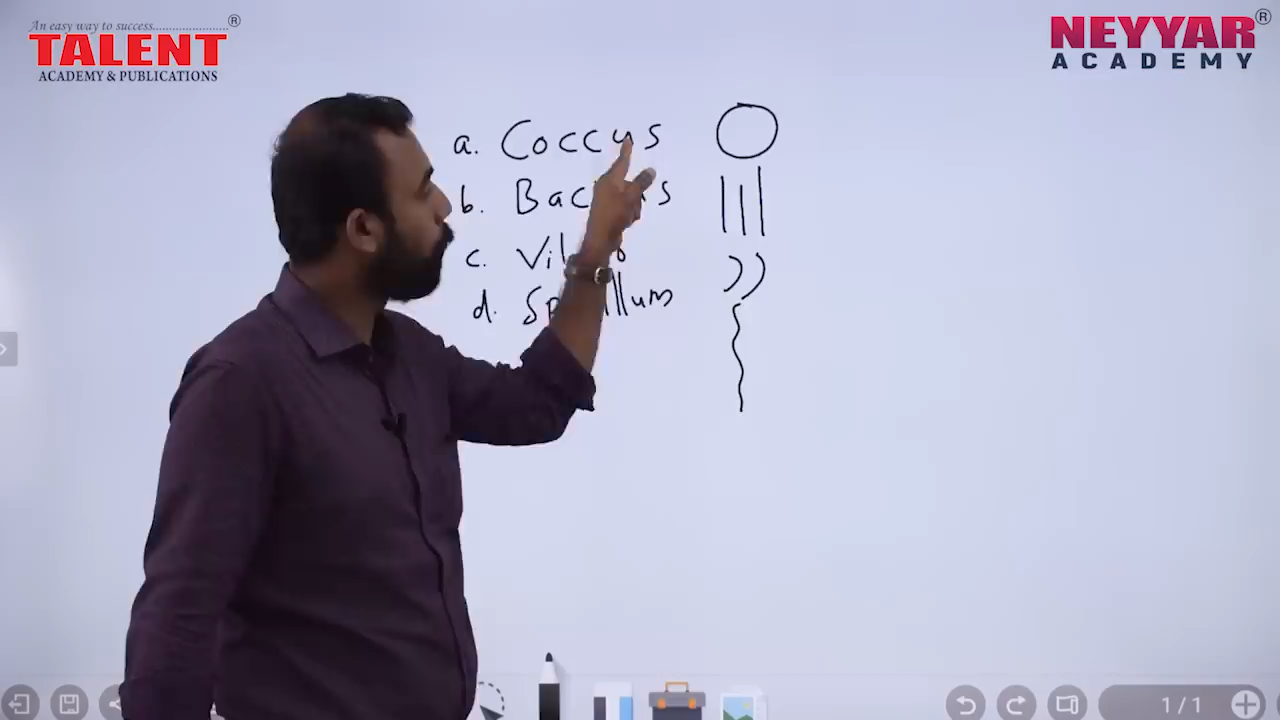 An easy way to success........................ ®
TALENT
ACADEMY & PUBLICATIONS
NEYYAR ®
ACADEMY
a. Coccus
b.
c.
d.
1/1